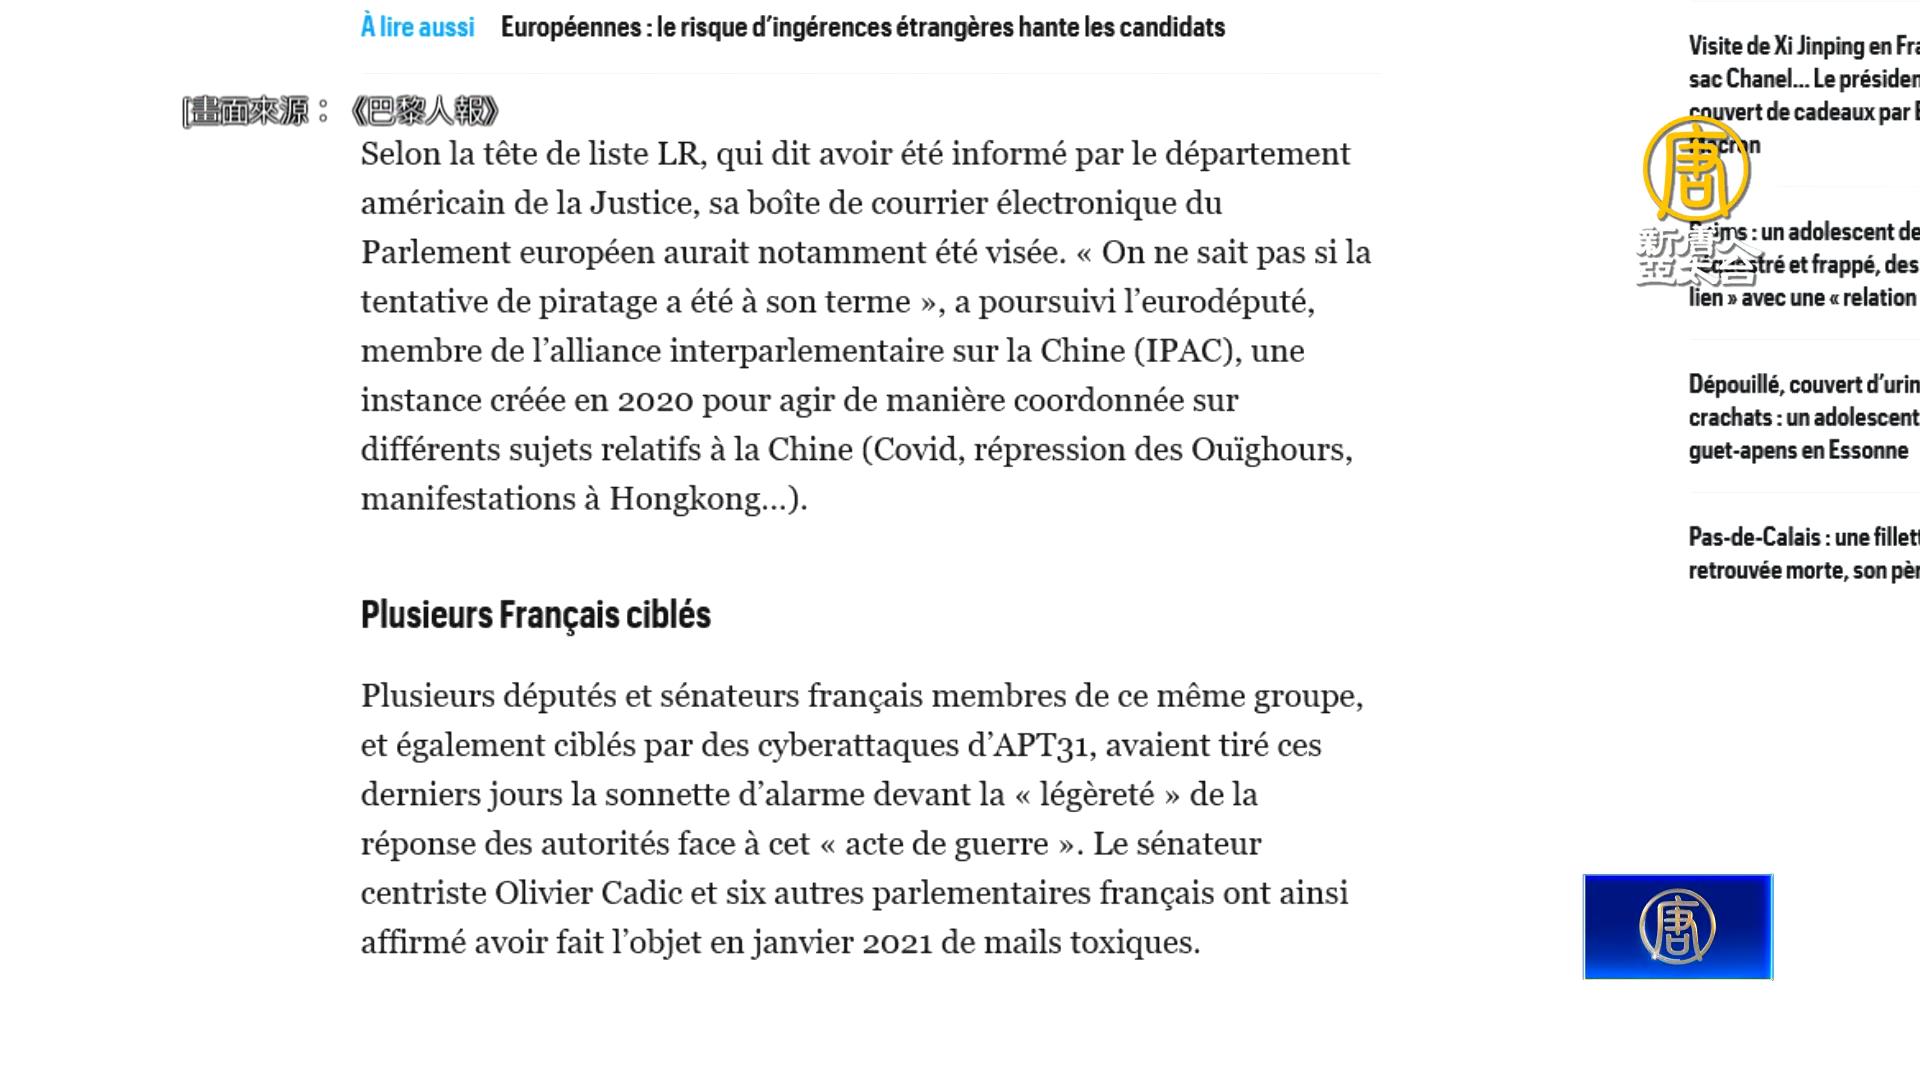 À lire aussi Européennes : le risque d’ingérences étrangères hante les candidats
[畫面來源：《巴黎人報》
Selon la tête de liste LR, qui dit avoir été informé par le département
américain de la Justice, sa boîte de courrier électronique du
Parlement européen aurait notamment été visée. « On ne sait pas si la
tentative de piratage a été à son terme », a poursuivi l’eurodéputé,
membre de l’alliance interparlementaire sur la Chine (IPAC), une
instance créée en 2020 pour agir de manière coordonnée sur
différents sujets relatifs à la Chine (Covid, répression des Ouïghours,
manifestations à Hongkong...).
Plusieurs Français ciblés
Plusieurs députés et sénateurs français membres de ce même groupe,
et également ciblés par des cyberattaques d’APT31, avaient tiré ces
derniers jours la sonnette d’alarme devant la « légèreté » de la
réponse des autorités face à cet « acte de guerre ». Le sénateur
centriste Olivier Cadic et six autres parlementaires français ont ainsi
affirmé avoir fait l’objet en janvier 2021 de mails toxiques.
Visite de Xi Jinping en
sac Chanel... Le
couvert de cadeaux par
唐
新唐人
亞太台
: un adolescent
et frappé, des
lien » avec une « relation
Dépouillé, couvert
crachats : un adolescent
guet-apens en Essonne
Pas-de-Calais : une
retrouvée morte, son
唐